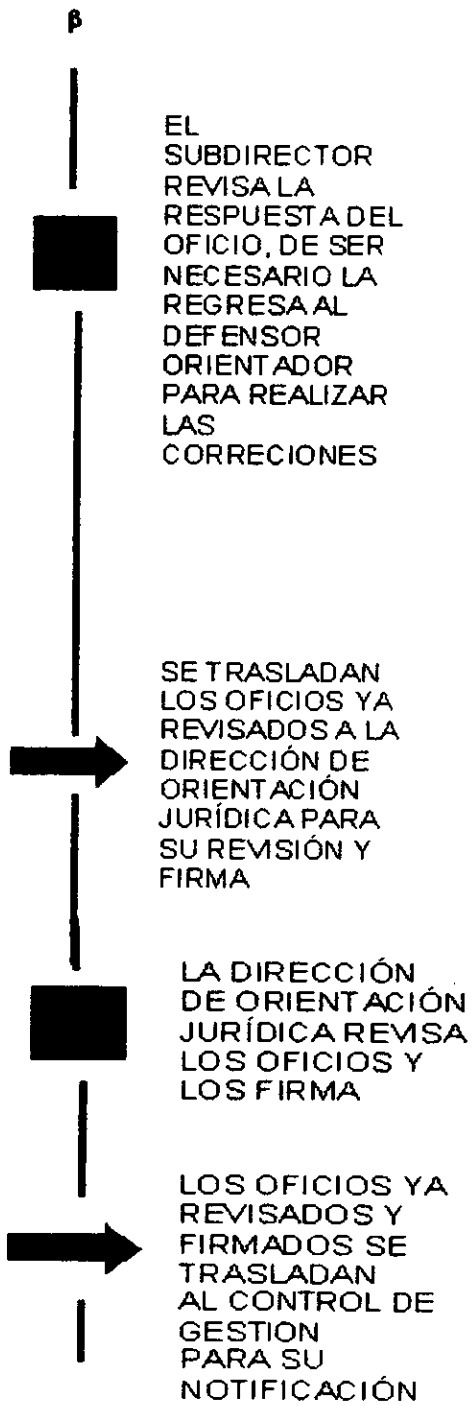 β
EL
SUBDIRECTOR
REVISA LA
RESPUESTA DEL
OFICIO, DE SER
NECESARIO LA
REGRESA AL
DEFENSOR
ORIENTADOR
PARA REALIZAR
LAS
CORRECIONES
SE TRASLADAN
LOS OFICIOS YA
REVISADOS A LA
DIRECCIÓN DE
ORIENTACIÓN
JURÍDICA PARA
SU REVISIÓN Y
FIRMA
LA DIRECCIÓN
DE ORIENTACIÓN
JURÍDICA REVISA
LOS OFICIOS Y
LOS FIRMA
LOS OFICIOS YA
REVISADOS Y
FIRMADOS SE
TRASLADAN
AL CONTROL DE
GESTION
PARA SU
NOTIFICACIÓN